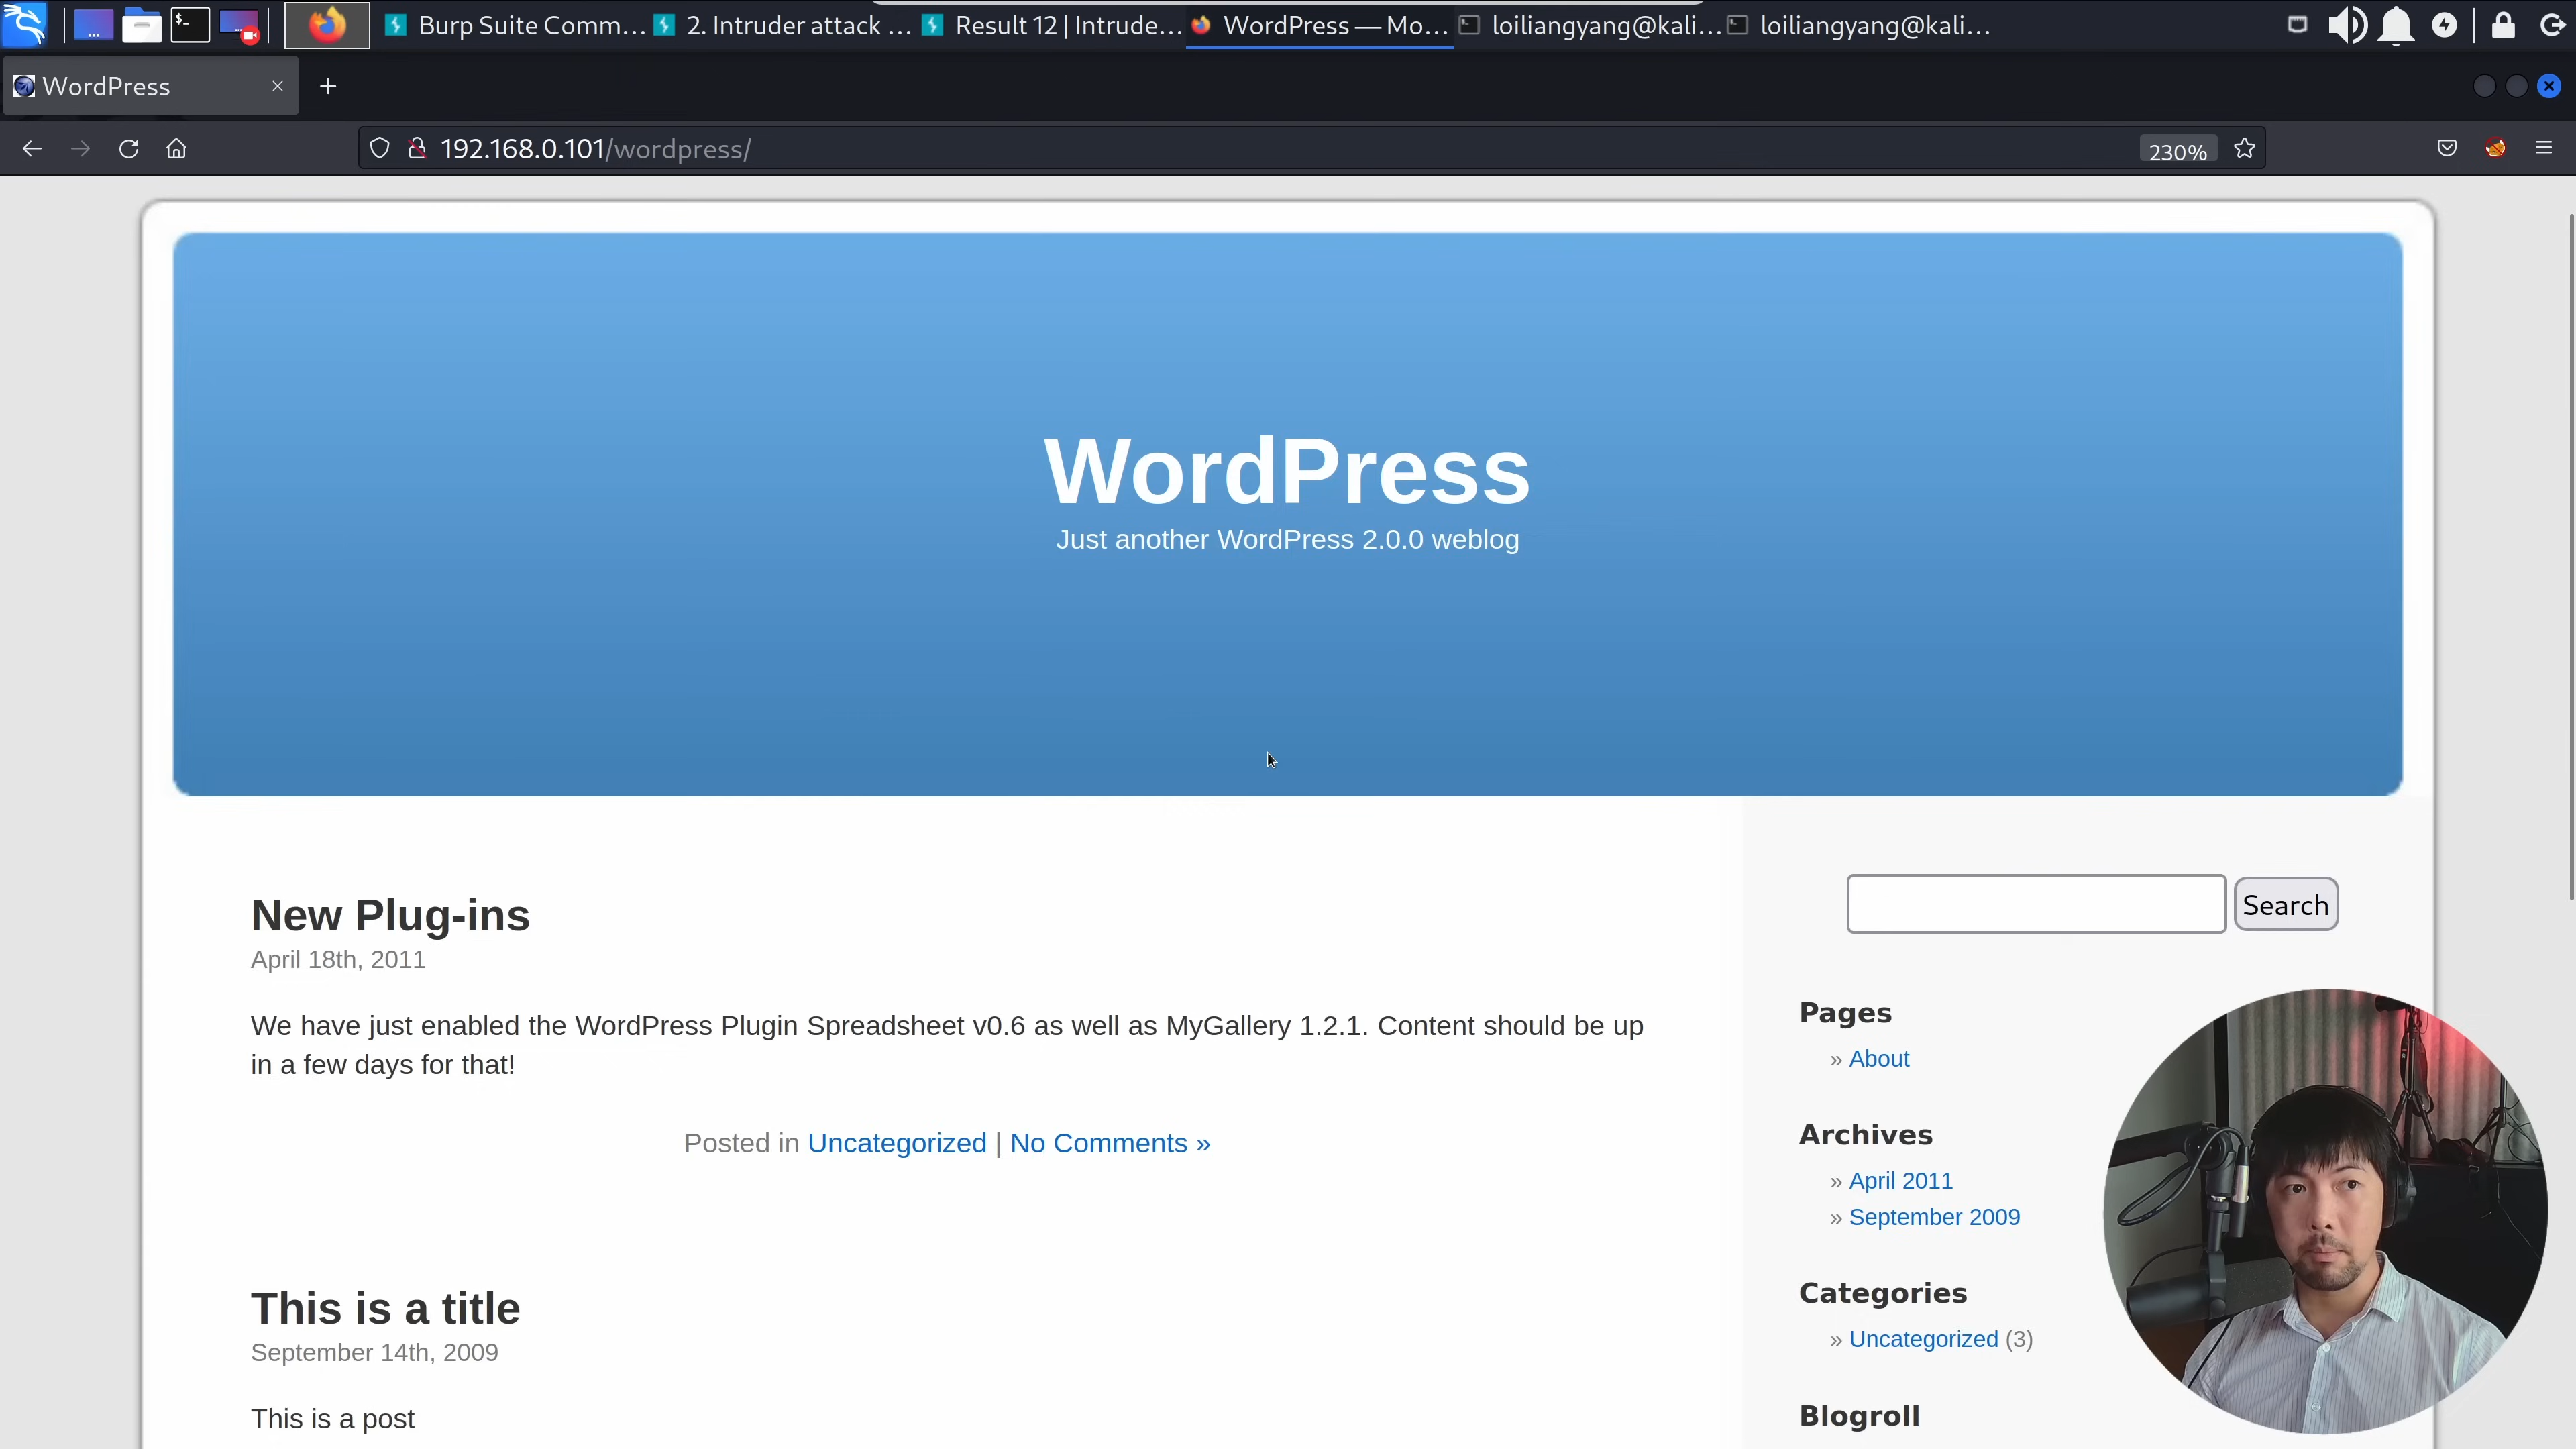 Burp Suite Comm...
2. Intruder attack ...
Result 12 | Intrude...
WordPress — Mo...
loiliangyang@kali...
loiliangyang@kali...
WordPress
192.168.0.101/wordpress/
230%
WordPress
Just another WordPress 2.0.0 weblog
New Plug-ins
April 18th, 2011
We have just enabled the WordPress Plugin Spreadsheet v0.6 as well as MyGallery 1.2.1. Content should be up
in a few days for that!
Posted in Uncategorized | No Comments »
This is a title
September 14th, 2009
This is a post
Search
Pages
» About
Archives
» April 2011
» September 2009
Categories
» Uncategorized (3)
Blogroll